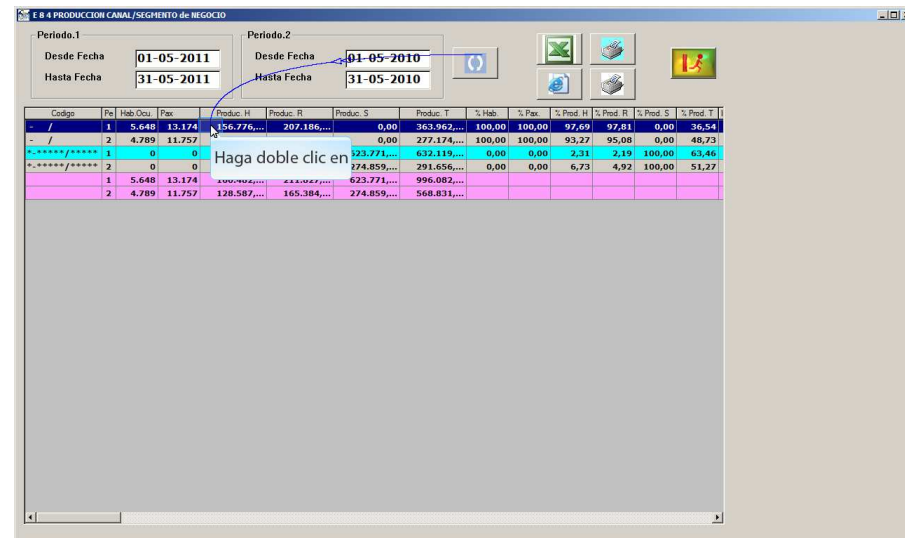 E B 4 PRODUCCION CANAL/SEGMENTO de NEGOCIO
Periodo.1
Desde Fecha 01-05-2011
Hasta Fecha 31-05-2011
Periodo.2
Desde Fecha 01-05-2010
Hasta Fecha 31-05-2010
Codigo Pe Hab.Ocu. Pax Produc. H Produc. R Produc. S Produc. T % Hab. % Pax. % Prod. H % Prod. R % Prod. S % Prod. T
- / 1 5.648 13.174 156.776,... 207.186,... 0,00 363.962,... 100,00 100,00 97,69 97,81 0,00 36,54
- / 2 4.789 11.757 0,00 277.174,... 100,00 100,00 93,27 95,08 0,00 48,73
*-*****/***** 1 0 0 623.771,... 632.119,... 0,00 0,00 2,31 2,19 100,00 63,46
*-*****/***** 2 0 0 274.859,... 291.656,... 0,00 0,00 6,73 4,92 100,00 51,27
1 5.648 13.174 623.771,... 996.082,...
2 4.789 11.757 128.587,... 165.384,... 274.859,... 568.831,...
Haga doble clic en